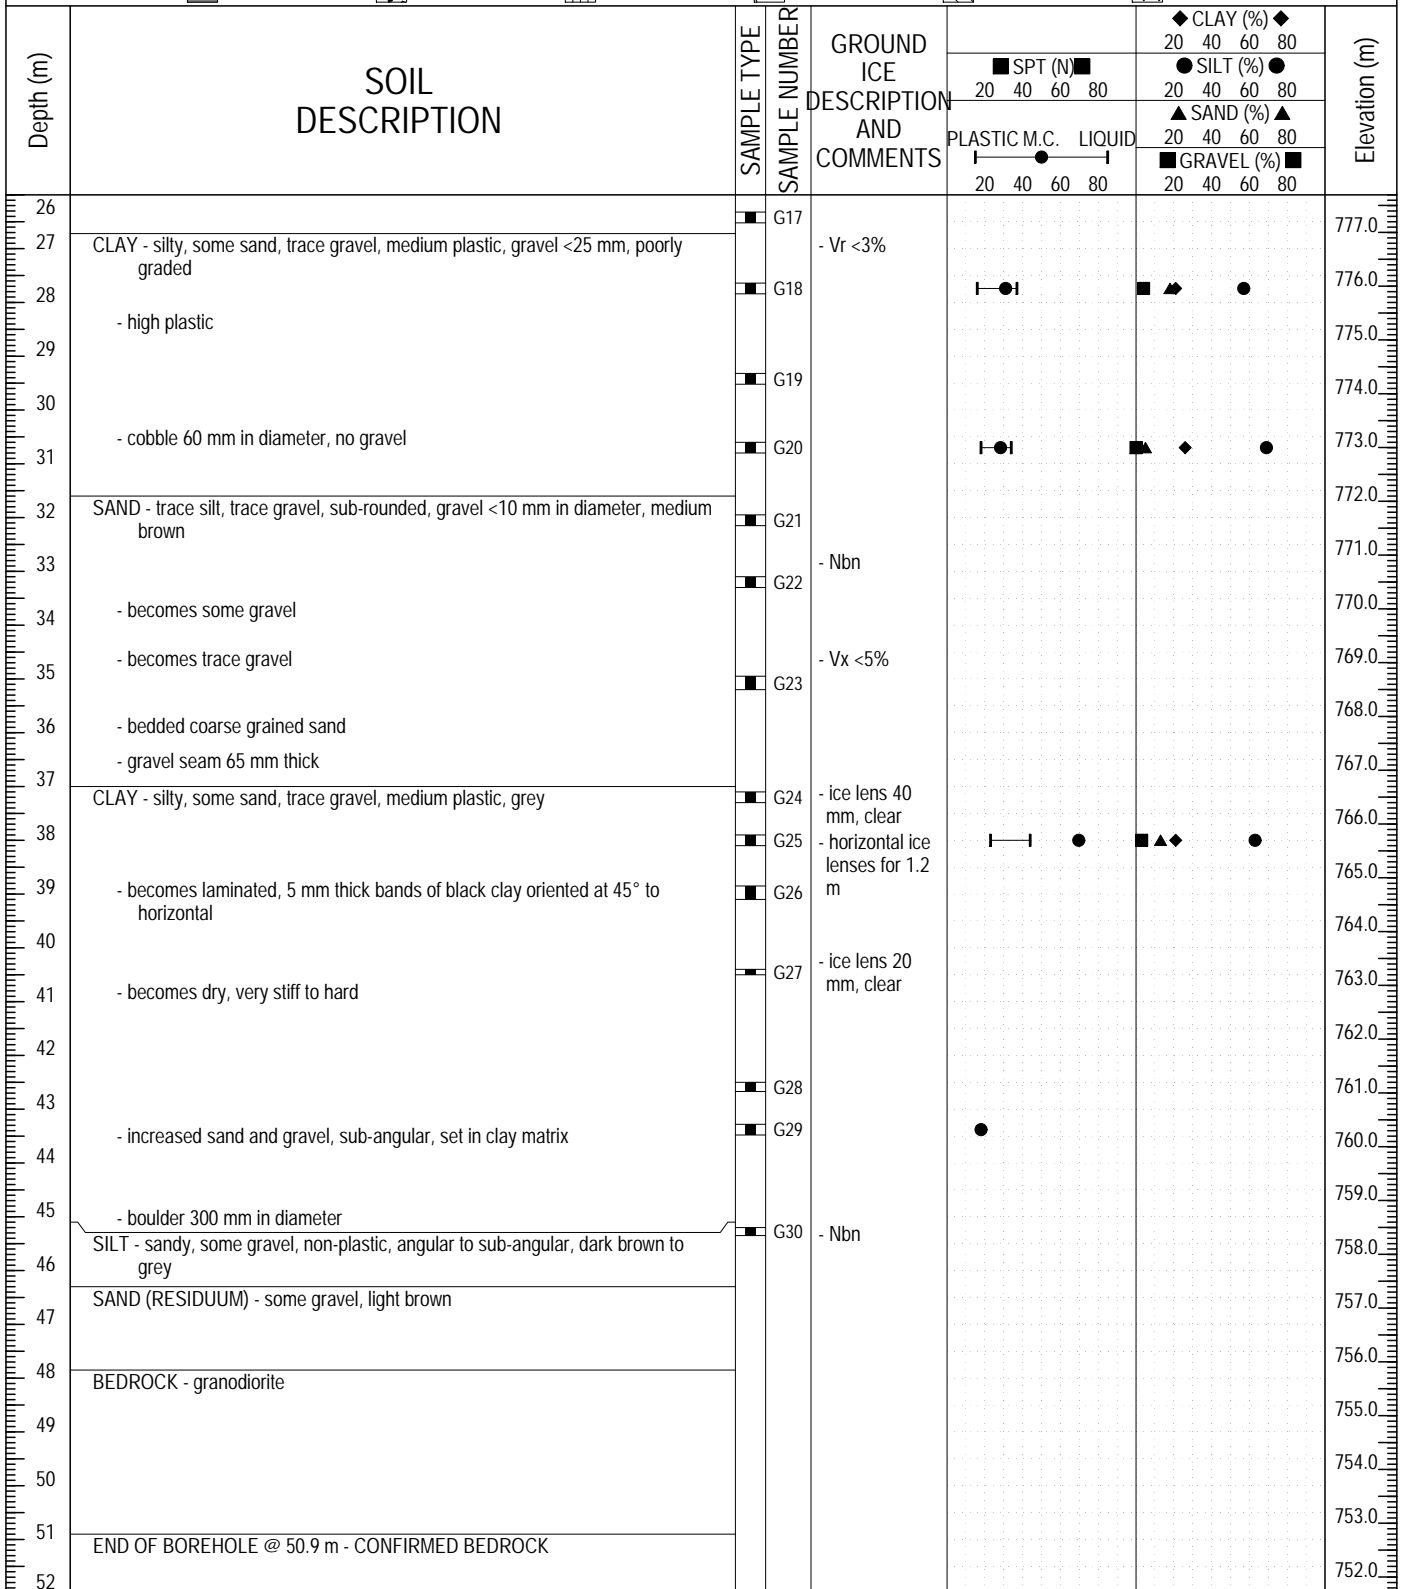 Depth (m)
SOIL
DESCRIPTION
SAMPLE TYPE
SAMPLE NUMBER
GROUND
ICE
DESCRIPTION
AND
COMMENTS
■ SPT (N) ■
20 40 60 80
PLASTIC M.C. LIQUID
20 40 60 80
◆ CLAY (%) ◆
20 40 60 80
● SILT (%) ●
20 40 60 80
▲ SAND (%) ▲
20 40 60 80
■ GRAVEL (%) ■
20 40 60 80
Elevation (m)
26
G17
777.0
27
CLAY - silty, some sand, trace gravel, medium plastic, gravel <25 mm, poorly
graded
- Vr <3%
G18
776.0
28
- high plastic
775.0
29
G19
774.0
30
- cobble 60 mm in diameter, no gravel
G20
773.0
31
772.0
SAND - trace silt, trace gravel, sub-rounded, gravel <10 mm in diameter, medium
brown
32
G21
771.0
33
- Nbn
G22
770.0
- becomes some gravel
34
- becomes trace gravel
- Vx <5%
769.0
35
G23
768.0
- bedded coarse grained sand
36
- gravel seam 65 mm thick
767.0
37
CLAY - silty, some sand, trace gravel, medium plastic, grey
G24
- ice lens 40
mm, clear
766.0
38
G25
- horizontal ice
lenses for 1.2
m
765.0
39
- becomes laminated, 5 mm thick bands of black clay oriented at 45° to
horizontal
G26
764.0
40
- ice lens 20
mm, clear
G27
763.0
- becomes dry, very stiff to hard
41
762.0
42
G28
761.0
43
G29
- increased sand and gravel, sub-angular, set in clay matrix
760.0
44
759.0
45
- boulder 300 mm in diameter
G30
- Nbn
SILT - sandy, some gravel, non-plastic, angular to sub-angular, dark brown to
grey
758.0
46
SAND (RESIDUUM) - some gravel, light brown
757.0
47
756.0
48
BEDROCK - granodiorite
755.0
49
754.0
50
753.0
51
END OF BOREHOLE @ 50.9 m - CONFIRMED BEDROCK
752.0
52